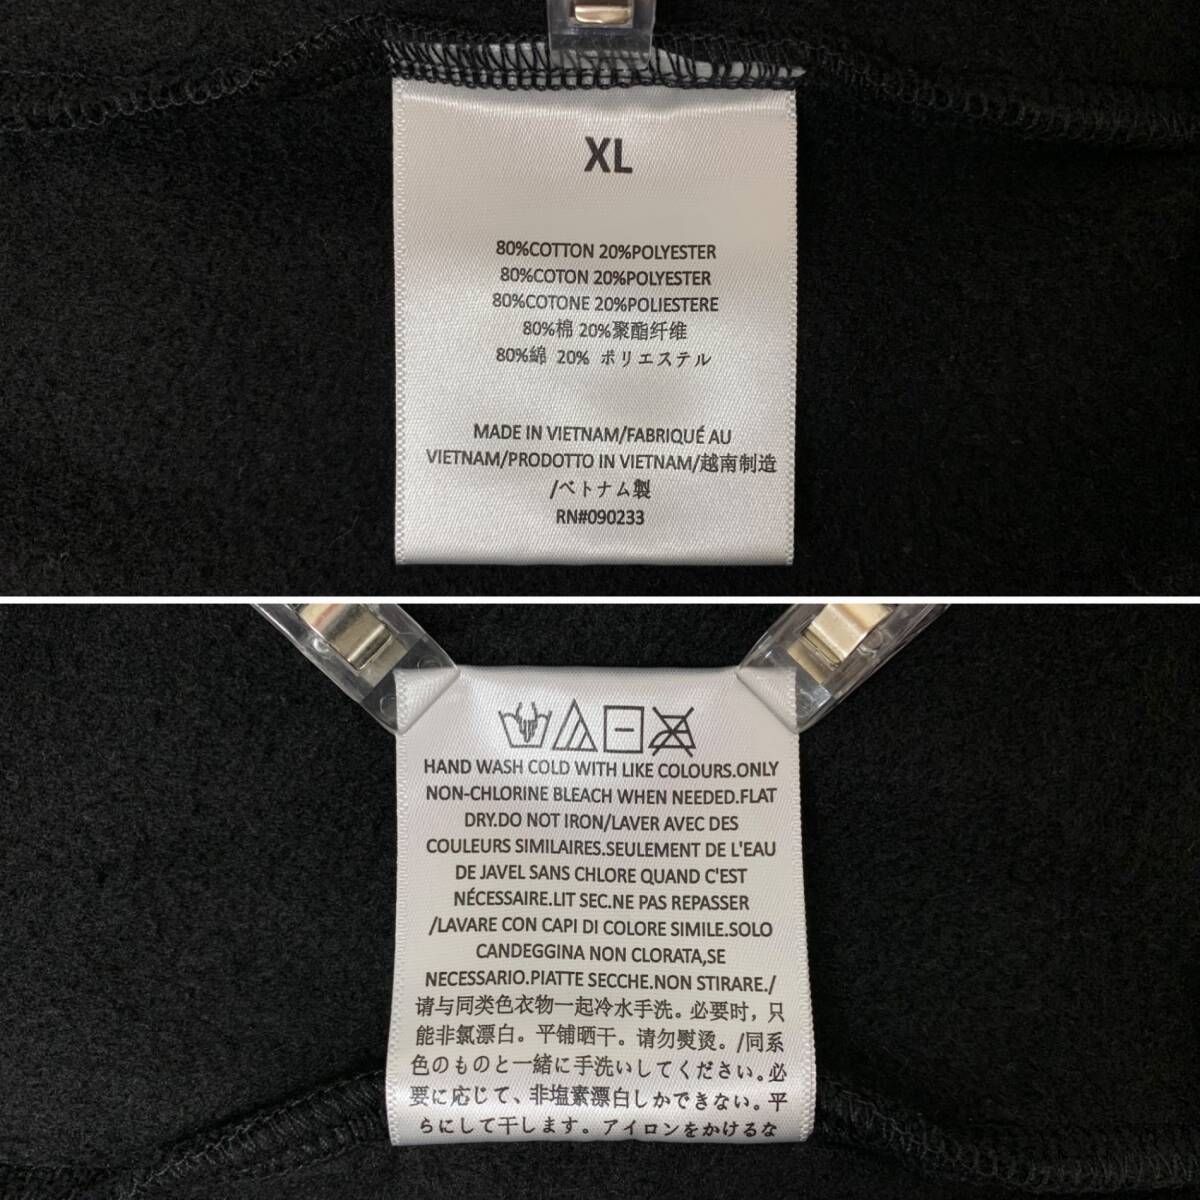 XL
80%COTTON 20%POLYESTER
80%COTON 20%POLYESTER
80%COTONE 20%POLIESTERE
80%棉 20%聚酯纤维
80%綿 20% ポリエステル
MADE IN VIETNAM/FABRIQUÉ AU
VIETNAM/PRODOTTO IN VIETNAM/越南制造
/ベトナム製
RN#090233
HAND WASH COLD WITH LIKE COLOURS.ONLY
NON-CHLORINE BLEACH WHEN NEEDED.FLAT
DRY.DO NOT IRON/LAVER AVEC DES
COULEURS SIMILAIRES.SEULEMENT DE L'EAU
DE JAVEL SANS CHLORE QUAND C'EST
NÉCESSAIRE.LIT SEC.NE PAS REPASSER
/LAVARE CON CAPI DI COLORE SIMILE.SOLO
CANDEGGINA NON CLORATA,SE
NECESSARIO.PIATTE SECCHE.NON STIRARE./
请与同类色衣物一起冷水手洗。必要时，只
能非氯漂白。平铺晒干。请勿熨烫。/同系
色のものと一緒に手洗いしてください。必
要に応じて、非塩素漂白しかできない。平
らにして干します。アイロンをかけるな